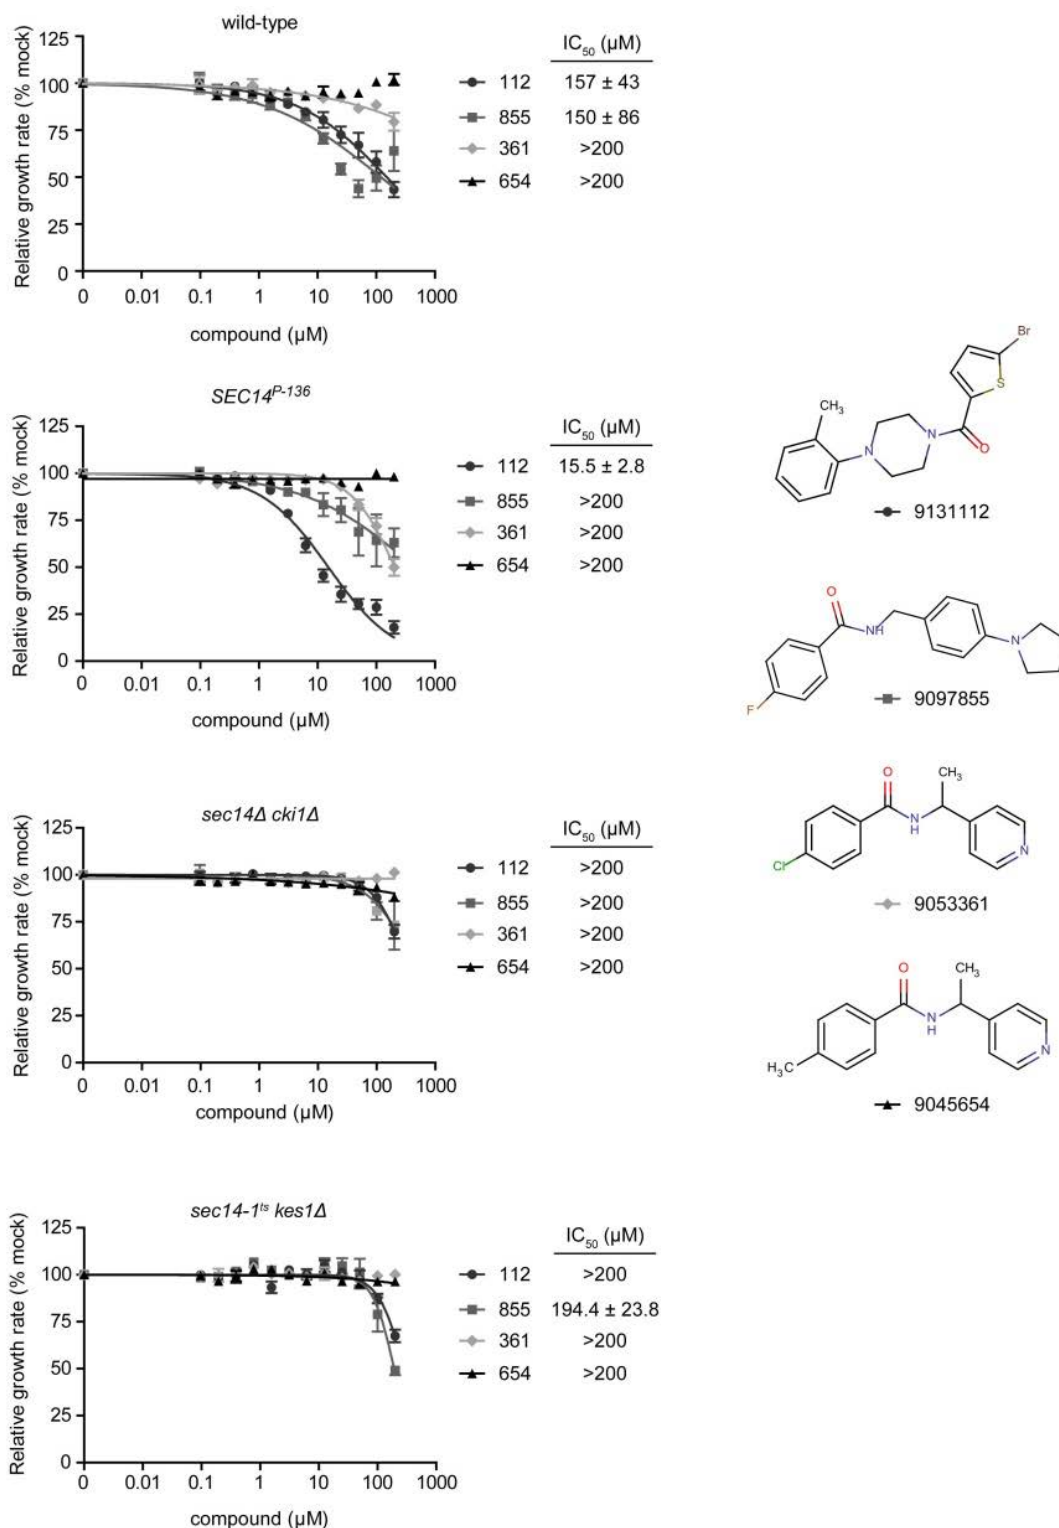 wild-type
Relative growth rate (% mock)
125
100
75
50
25
0
0 0.01 0.1 1 10 100 1000
compound (µM)
IC50 (µM)
112 157 ± 43
855 150 ± 86
361 >200
654 >200
SEC14P-136
Relative growth rate (% mock)
125
100
75
50
25
0
0 0.01 0.1 1 10 100 1000
compound (µM)
IC50 (µM)
112 15.5 ± 2.8
855 >200
361 >200
654 >200
sec14Δ cki1Δ
Relative growth rate (% mock)
125
100
75
50
25
0
0 0.01 0.1 1 10 100 1000
compound (µM)
IC50 (µM)
112 >200
855 >200
361 >200
654 >200
sec14-1ts kes1Δ
Relative growth rate (% mock)
125
100
75
50
25
0
0 0.01 0.1 1 10 100 1000
compound (µM)
IC50 (µM)
112 >200
855 194.4 ± 23.8
361 >200
654 >200
Br
S
CH3
N
N
O
9131112
O
NH
N
F
9097855
O
CH3
N
H
Cl
N
9053361
O
CH3
N
H
H3C
N
9045654